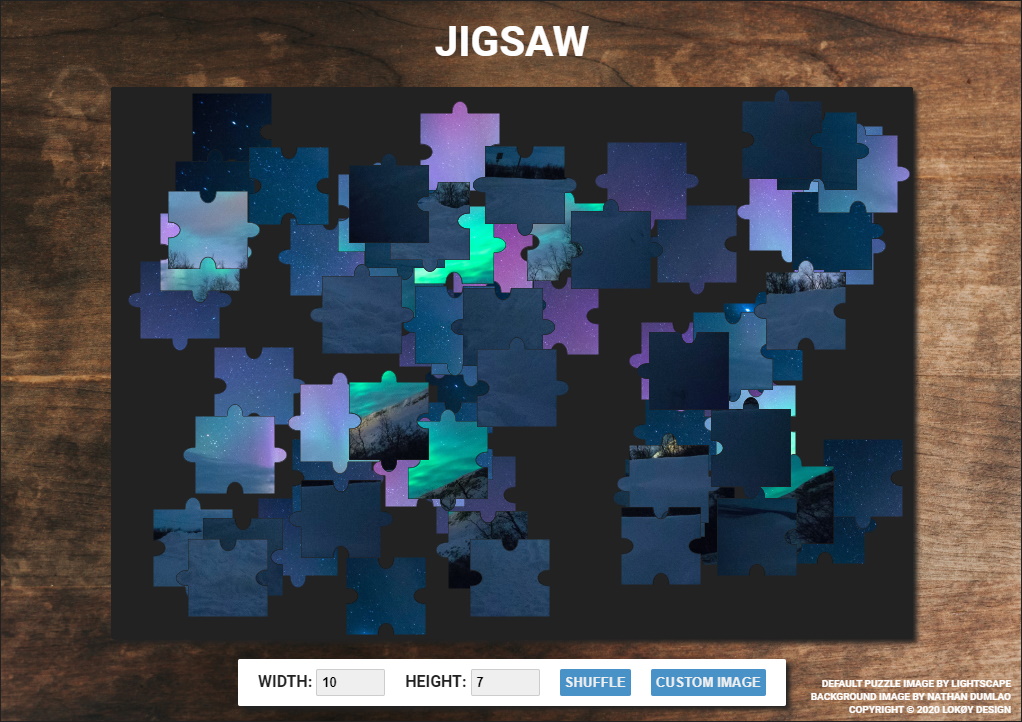 JIGSAW
WIDTH: 10 HEIGHT: 7 SHUFFLE CUSTOM IMAGE
DEFAULT PUZZLE IMAGE BY LIGHTSCAPE
BACKGROUND IMAGE BY NATHAN DUMLAO
COPYRIGHT © 2020 LOKØY DESIGN